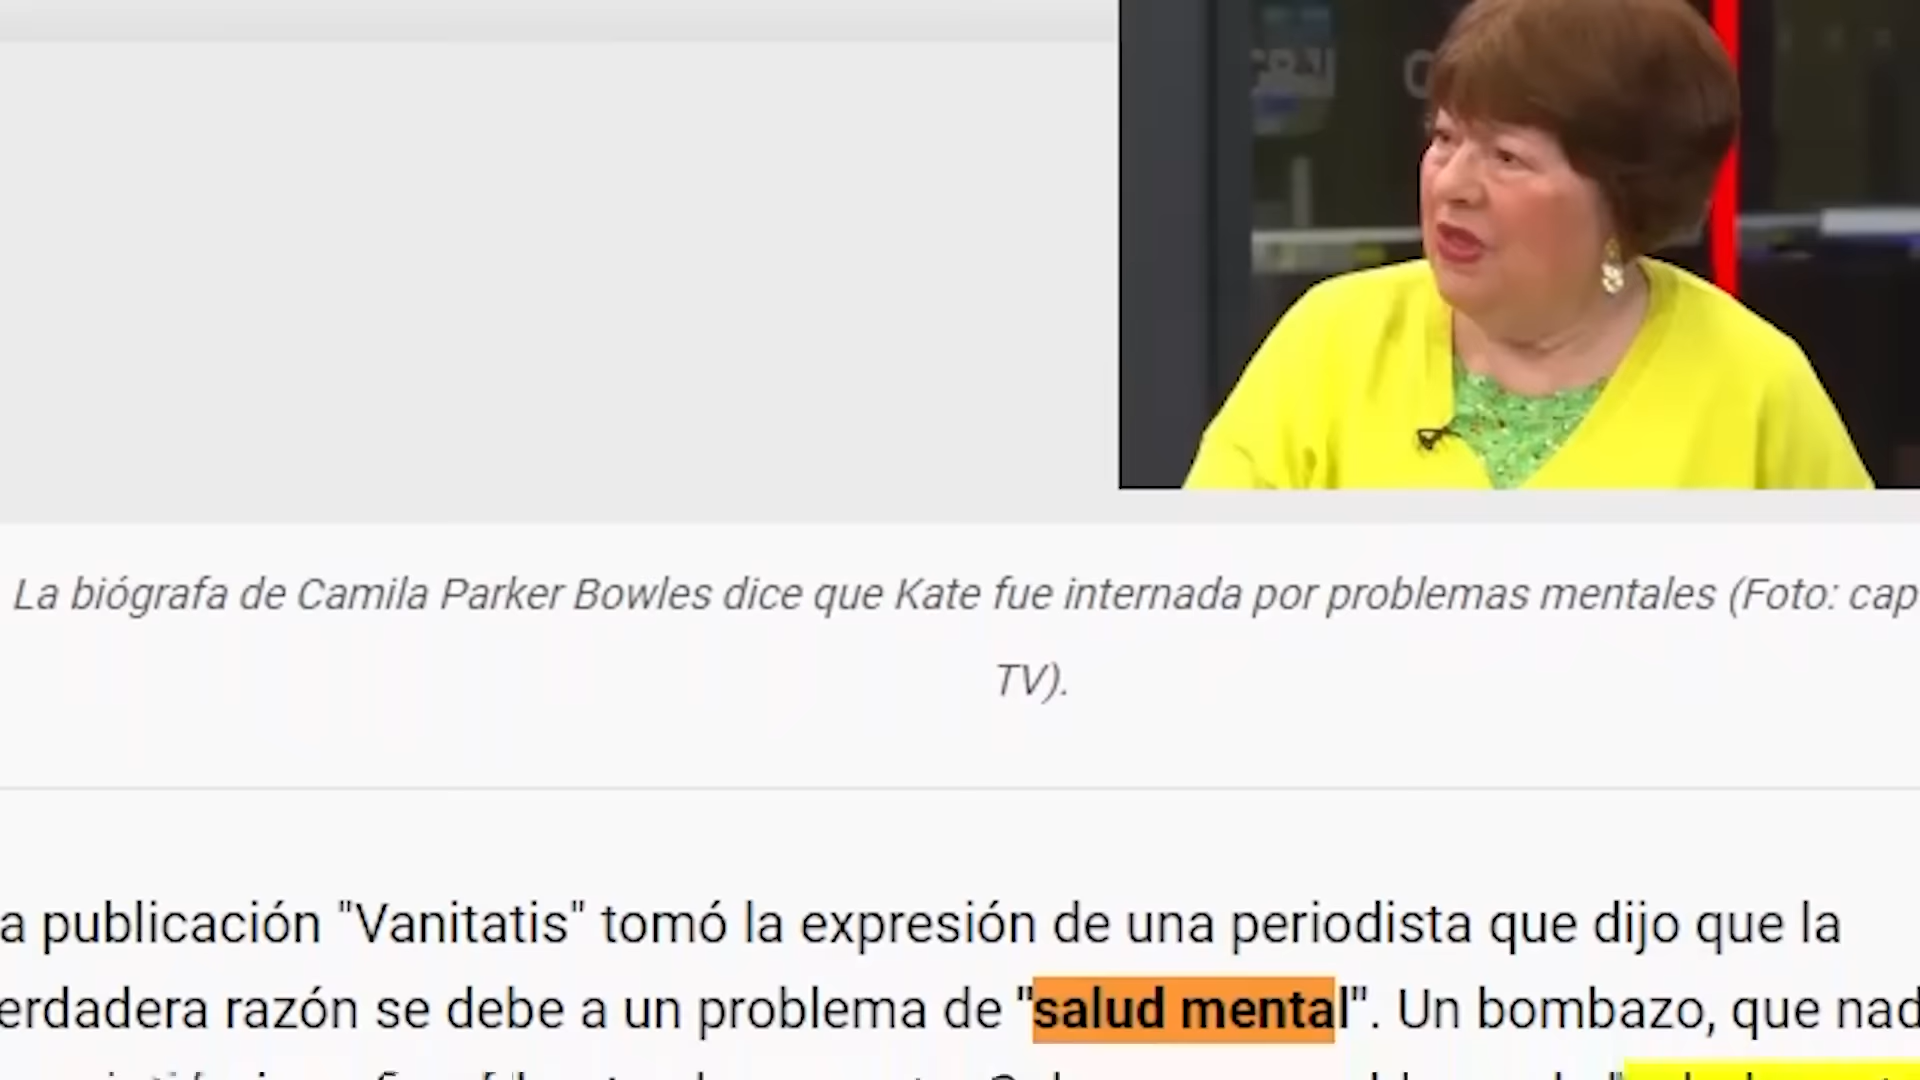 La biógrafa de Camila Parker Bowles dice que Kate fue internada por problemas mentales (Foto: cap
TV).
a publicación "Vanitatis" tomó la expresión de una periodista que dijo que la
erdadera razón se debe a un problema de "salud mental". Un bombazo, que nad